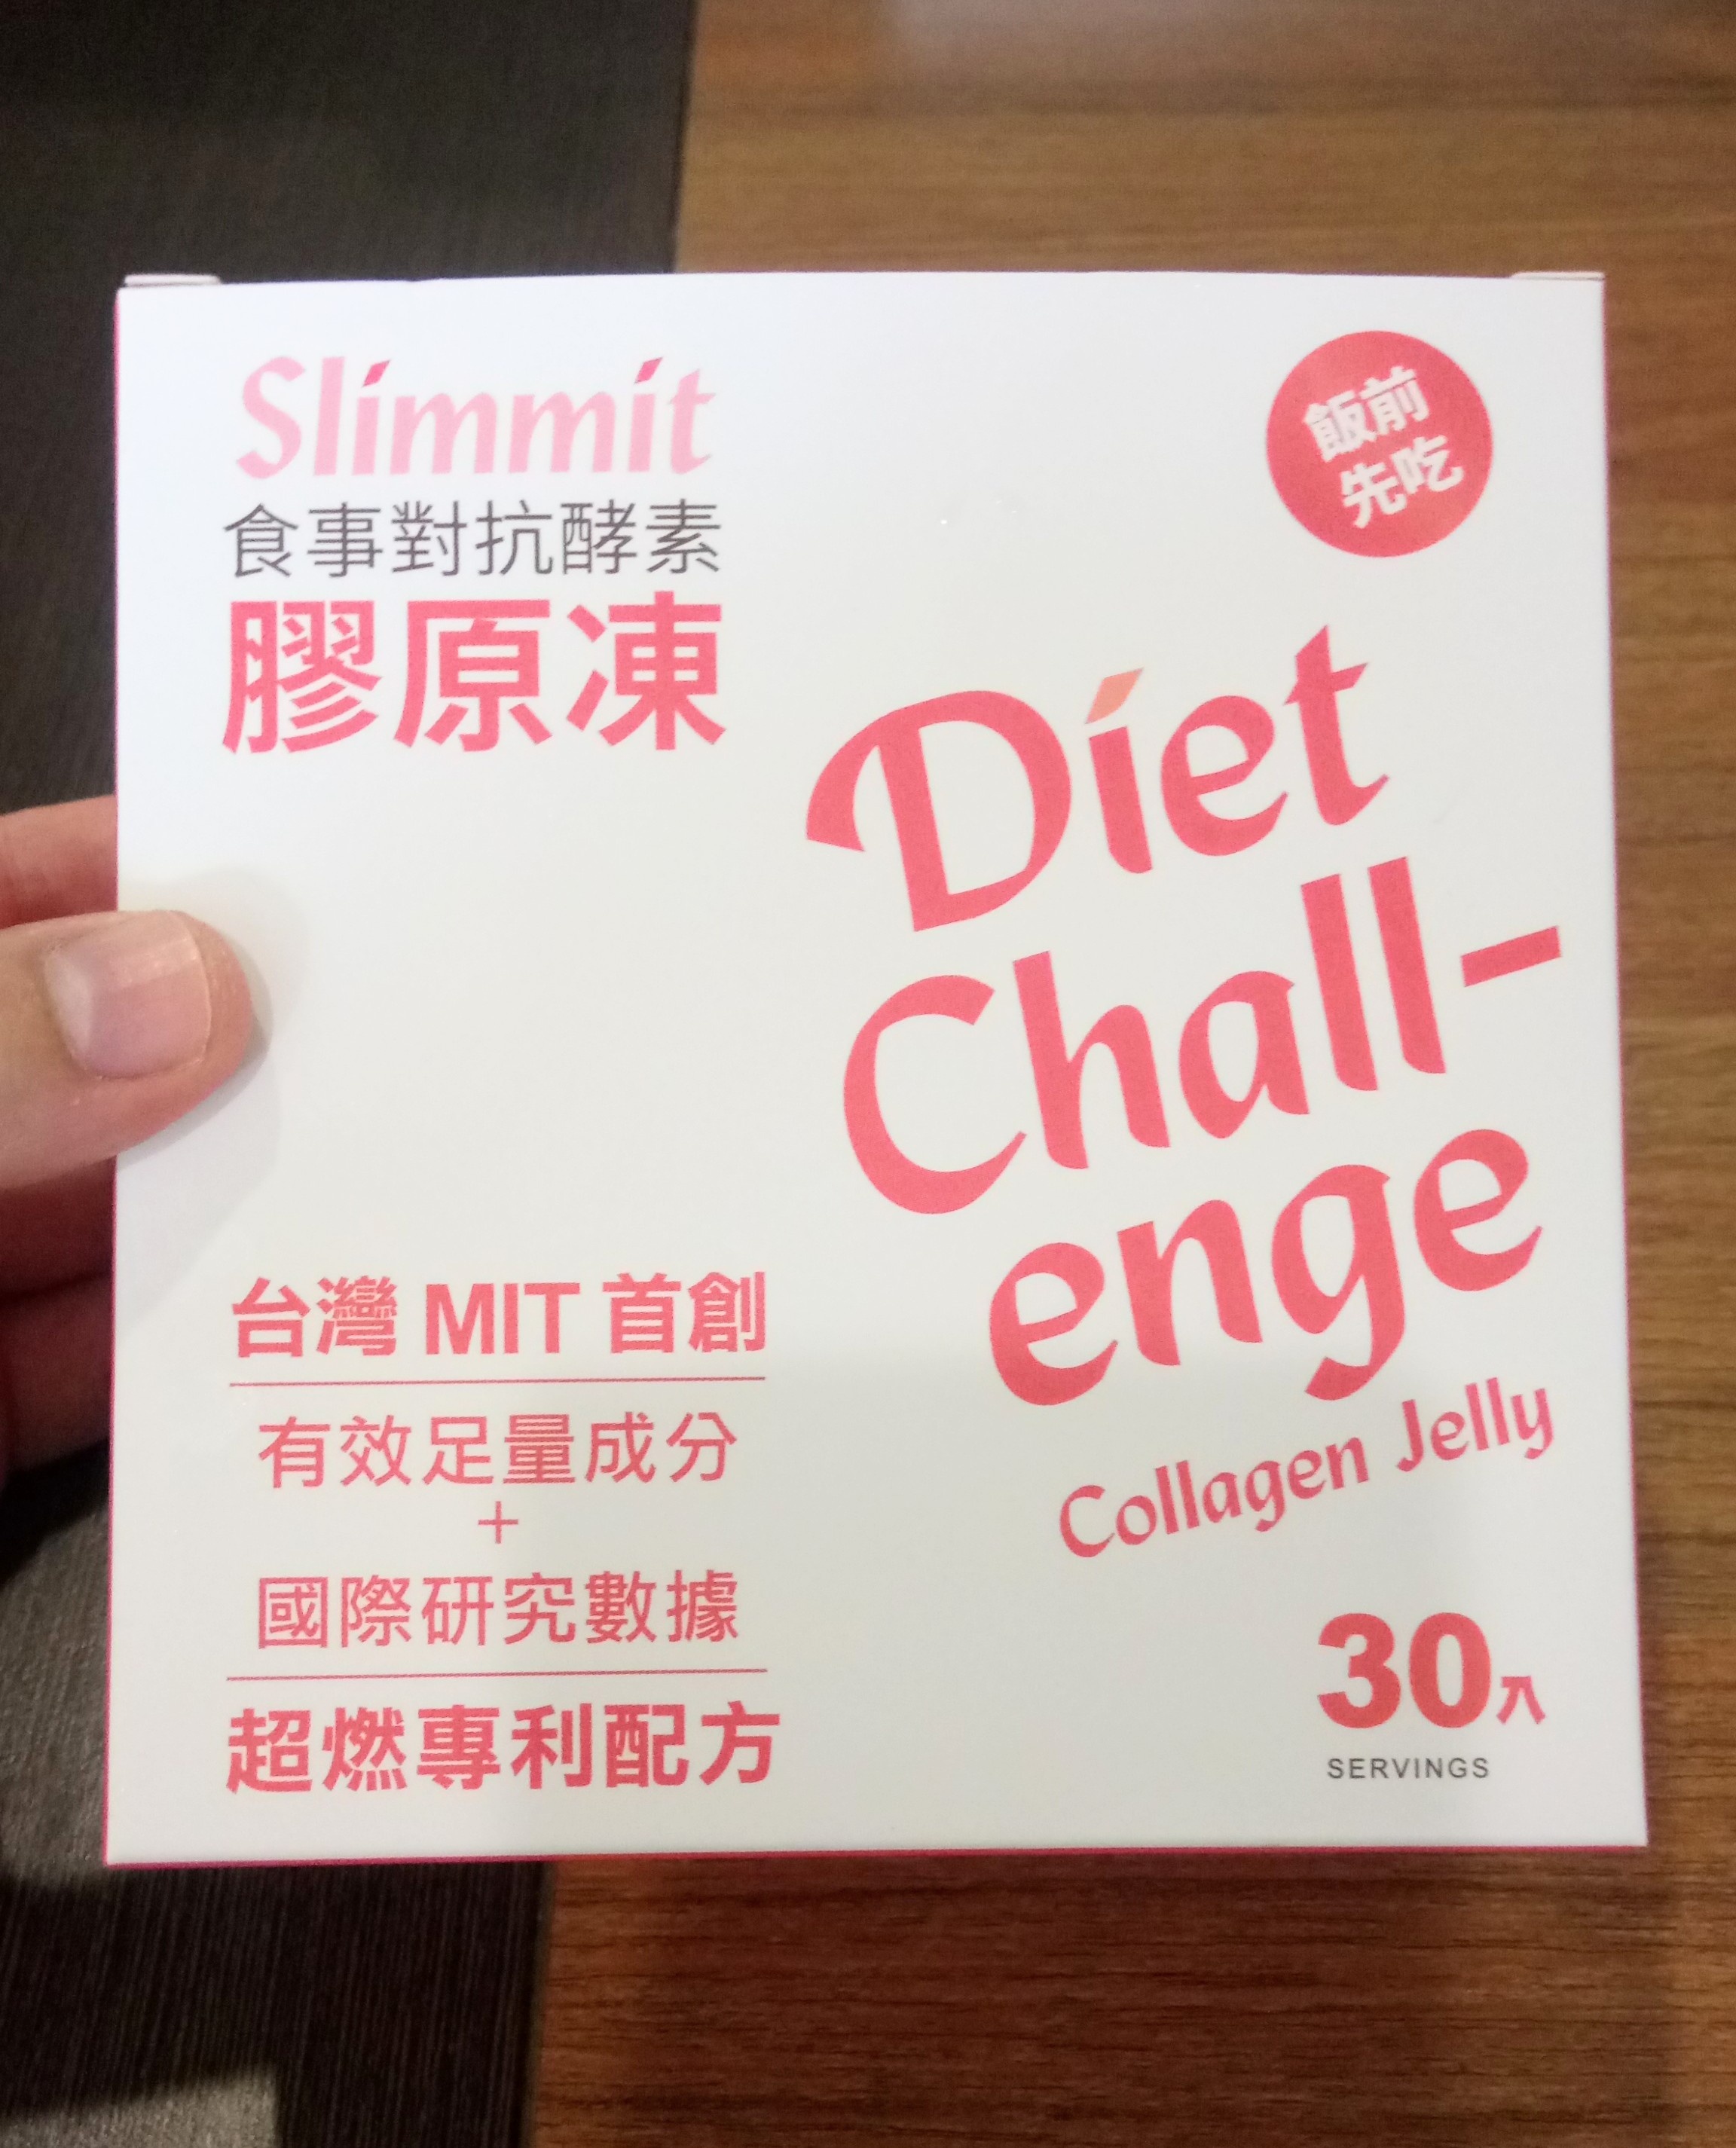 Slimmit
食事對抗酵素
膠原凍
飯前
先吃
Diet
Chall-
enge
Collagen Jelly
台灣 MIT 首創
有效足量成分
+
國際研究數據
超燃專利配方
30入
SERVINGS